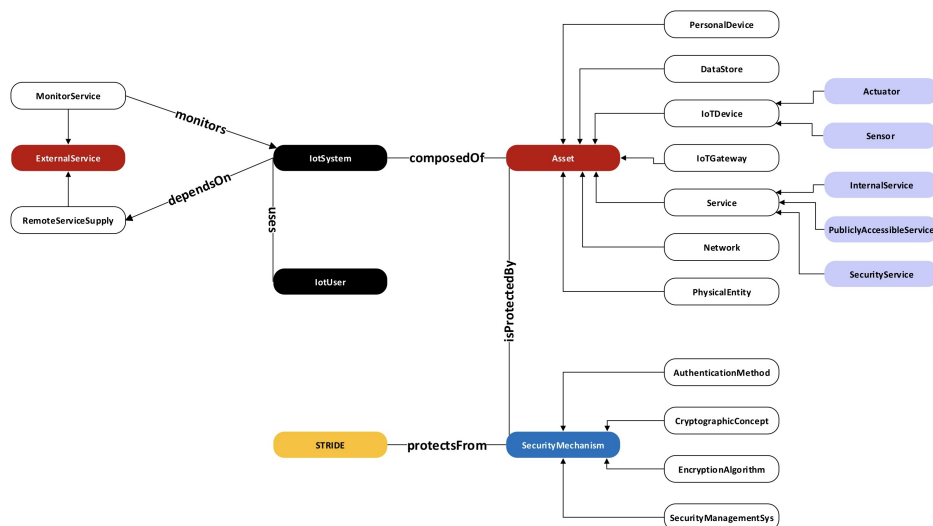 PersonalDevice
DataStore
MonitorService
monitors
IoTDevice
Actuator
Sensor
ExternalService
IotSystem
composedOf
Asset
IoTGateway
dependsOn
InternalService
RemoteServiceSupply
uses
Service
PubliclyAccessibleService
Network
SecurityService
IotUser
isProtectedBy
PhysicalEntity
AuthenticationMethod
CryptographicConcept
STRIDE
protectsFrom
SecurityMechanism
EncryptionAlgorithm
SecurityManagementSys